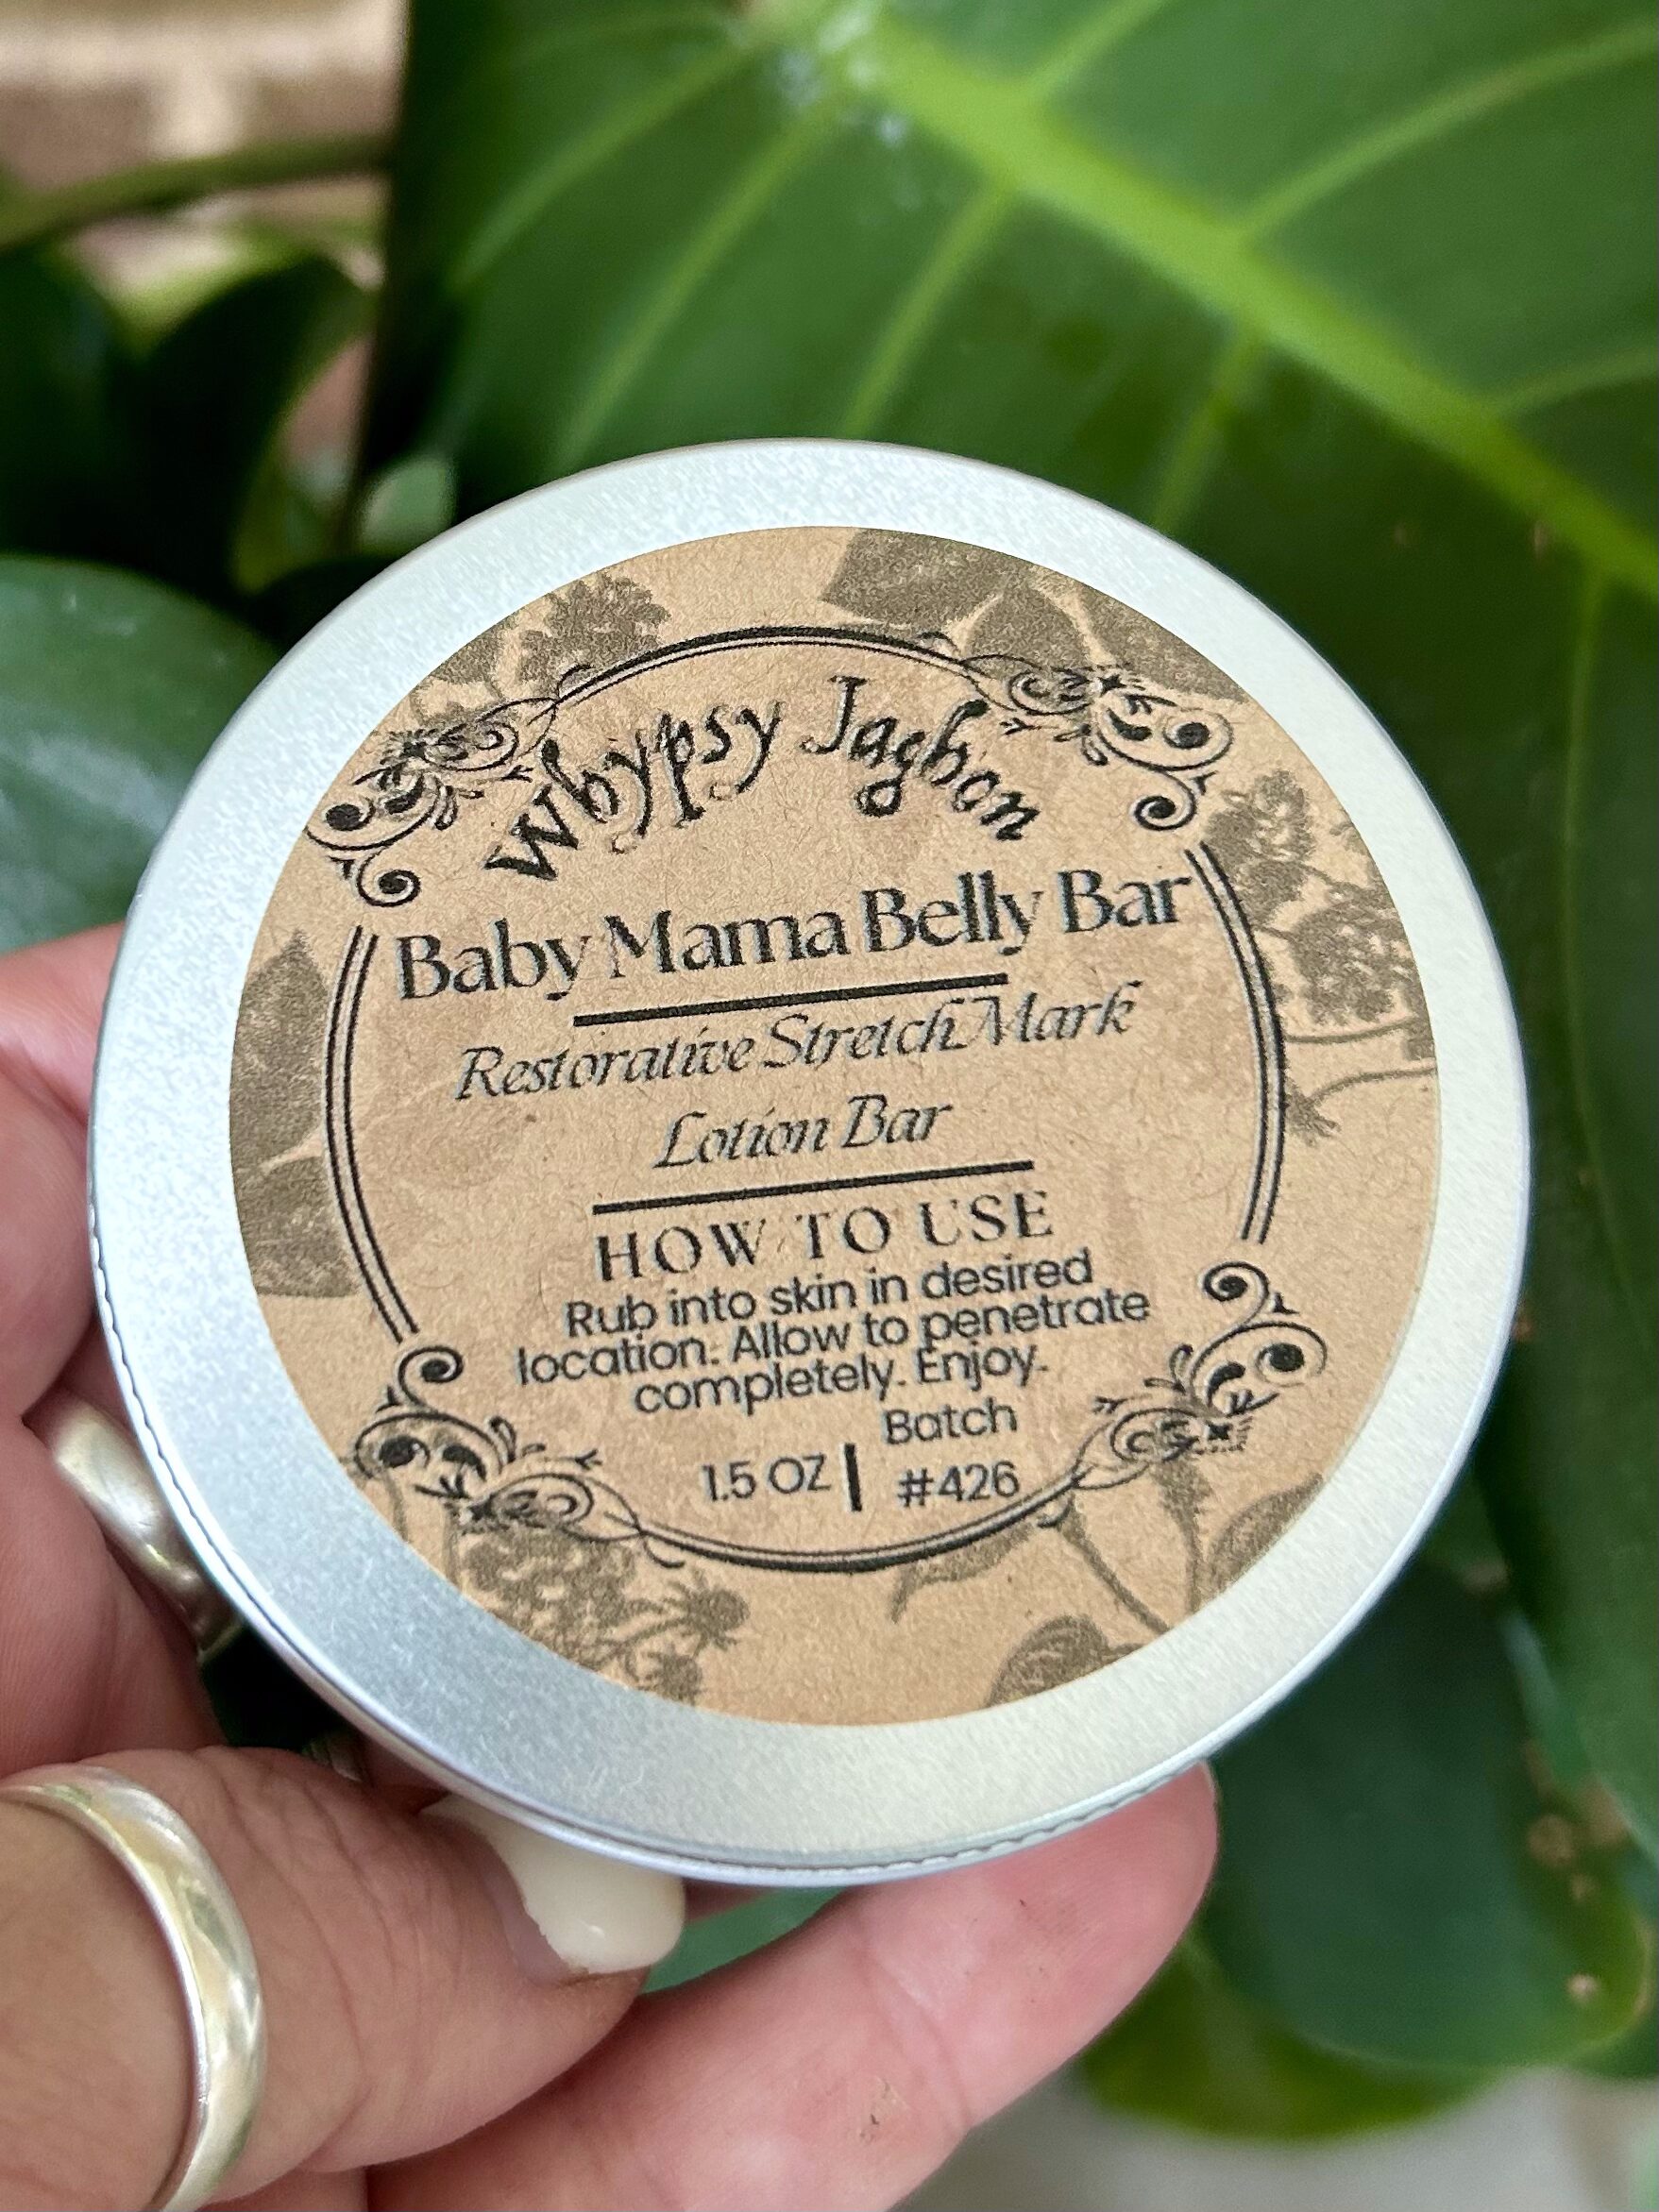 Whypsy Jaghon
Baby Mama Belly Bar
Restorative Stretch Mark
Lotion Bar
HOW TO USE
Rub into skin in desired
location. Allow to penetrate
completely. Enjoy.
1.5 OZ | Batch
#426